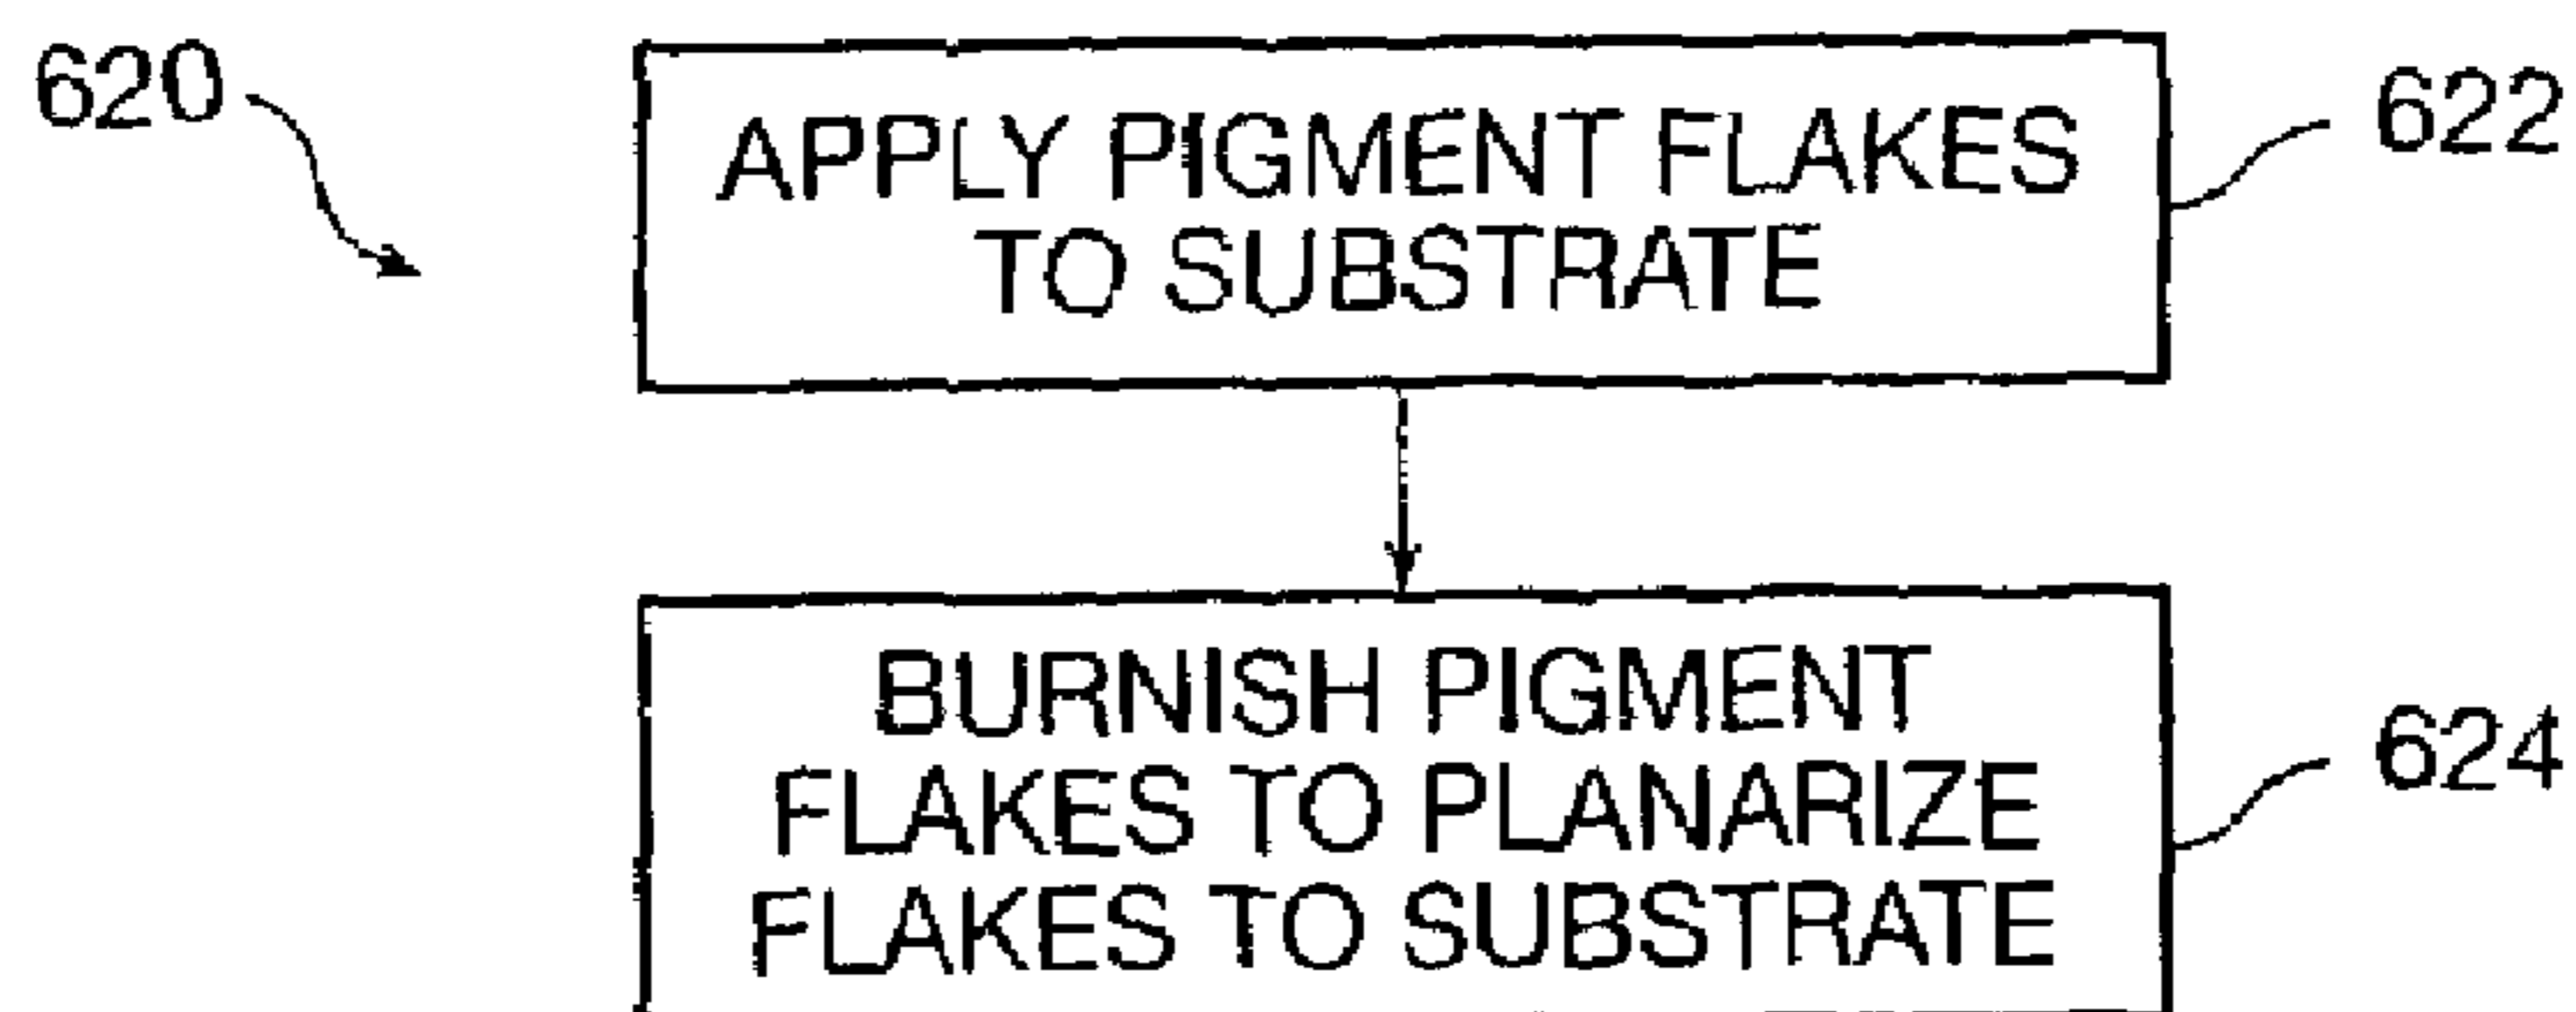 620
APPLY PIGMENT FLAKES
TO SUBSTRATE
622
BURNISH PIGMENT
FLAKES TO PLANARIZE
FLAKES TO SUBSTRATE
624